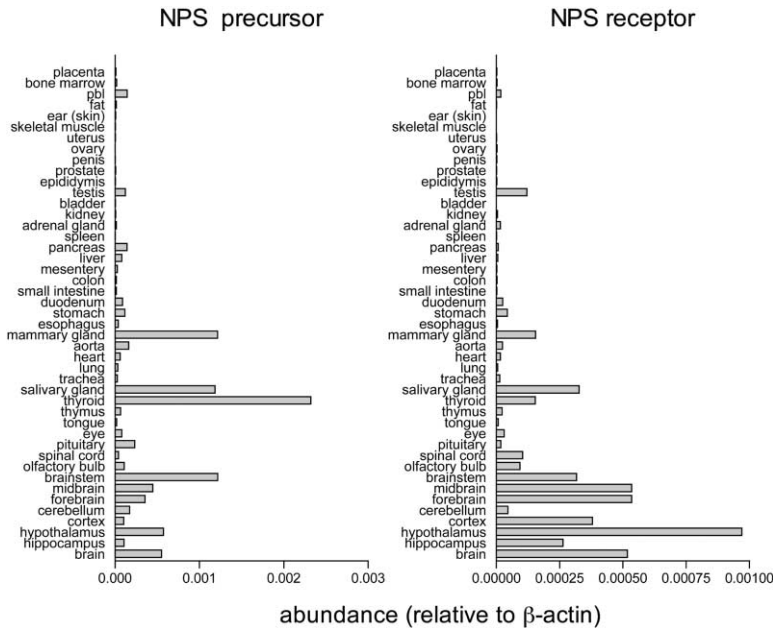 NPS precursor
placenta
bone marrow
pbl
fat
ear (skin)
skeletal muscle
uterus
ovary
penis
prostate
epididymis
testis
bladder
kidney
adrenal gland
spleen
pancreas
liver
mesentery
colon
small intestine
duodenum
stomach
esophagus
mammary gland
aorta
heart
lung
trachea
salivary gland
thyroid
thymus
tongue
eye
pituitary
spinal cord
olfactory bulb
brainstem
midbrain
forebrain
cerebellum
cortex
hypothalamus
hippocampus
brain
0.000 0.001 0.002 0.003
NPS receptor
placenta
bone marrow
pbl
fat
ear (skin)
skeletal muscle
uterus
ovary
penis
prostate
epididymis
testis
bladder
kidney
adrenal gland
spleen
pancreas
liver
mesentery
colon
small intestine
duodenum
stomach
esophagus
mammary gland
aorta
heart
lung
trachea
salivary gland
thyroid
thymus
tongue
eye
pituitary
spinal cord
olfactory bulb
brainstem
midbrain
forebrain
cerebellum
cortex
hypothalamus
hippocampus
brain
0.00000 0.00025 0.00050 0.00075 0.00100
abundance (relative to β-actin)